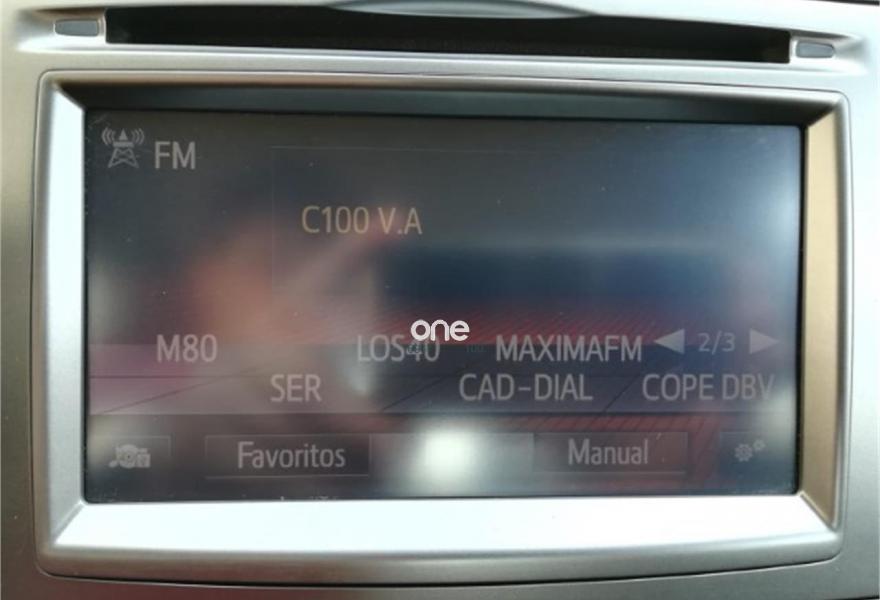 FM
C100 V.A
one
M80 LOS40 MAXIMAFM 2/3
SER CAD-DIAL COPE DBV
Favoritos Manual